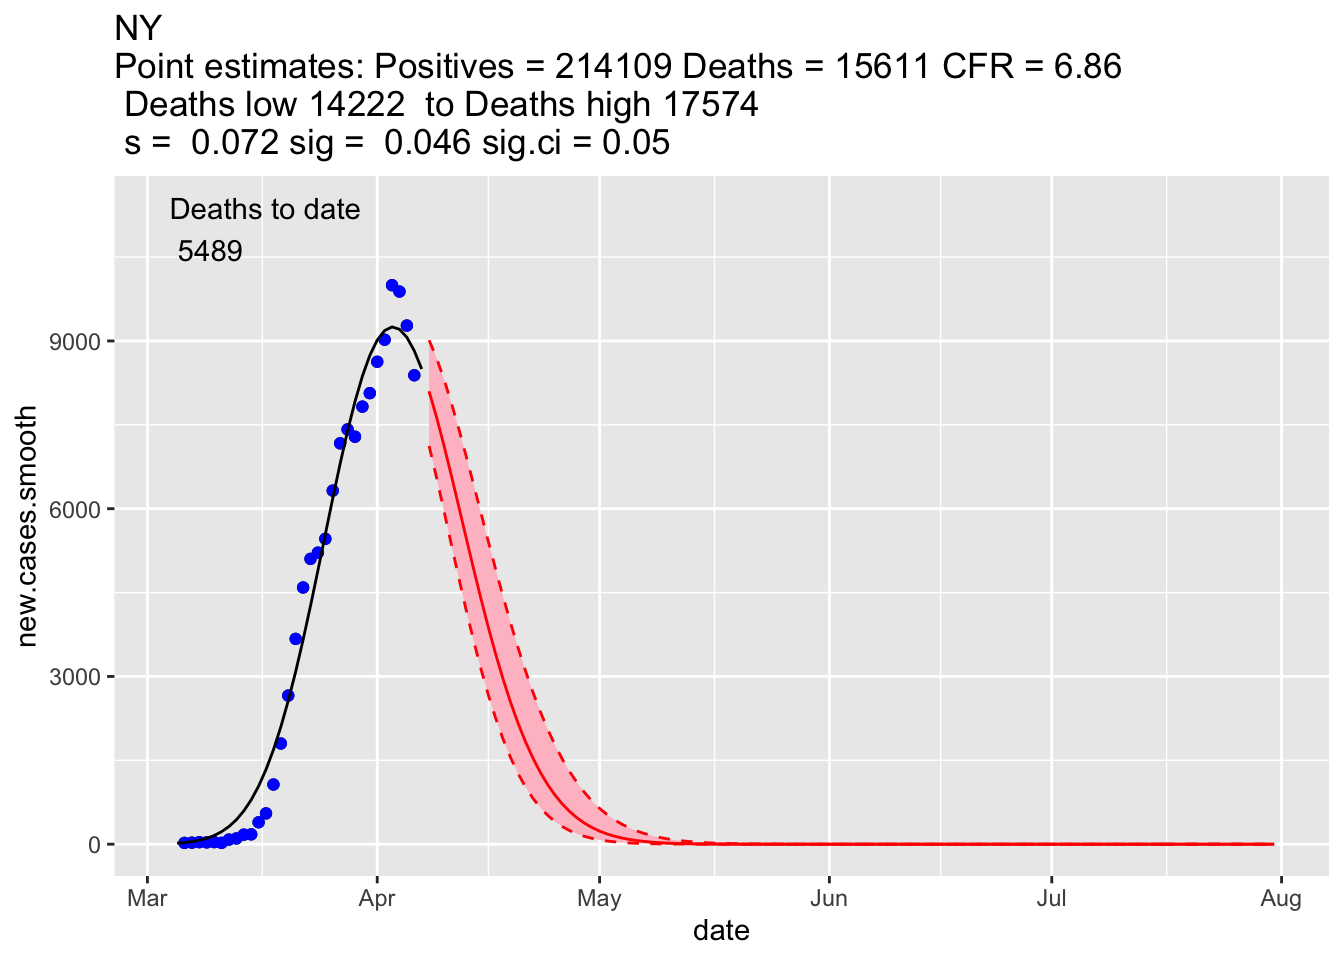 NY
Point estimates: Positives = 214109 Deaths = 15611 CFR = 6.86
Deaths low 14222  to Deaths high 17574
s =  0.072 sig =  0.046 sig.ci = 0.05
Deaths to date
5489
new.cases.smooth
9000
6000
3000
0
Mar Apr May Jun Jul Aug
date